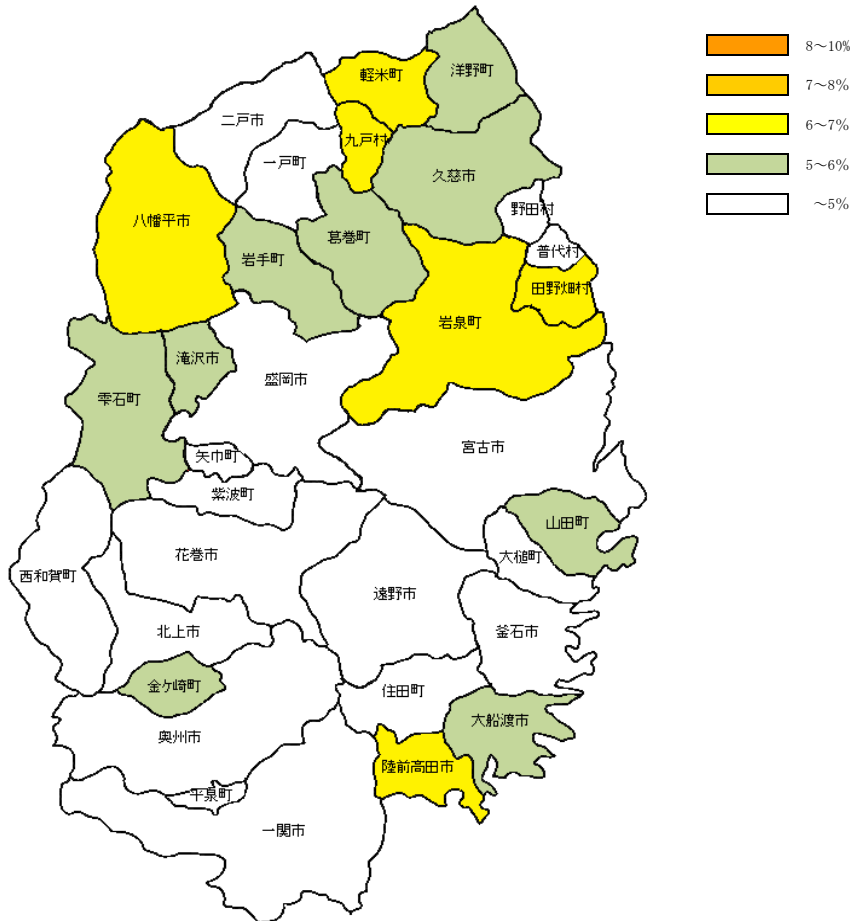 8～10%
7～8%
6～7%
5～6%
～5%
洋野町
軽米町
二戸市
九戸村
一戸町
久慈市
野田村
八幡平市
葛巻町
普代村
岩手町
田野畑村
岩泉町
滝沢市
盛岡市
雫石町
宮古市
矢巾町
紫波町
山田町
花巻市
大槌町
西和賀町
遠野市
北上市
釜石市
金ケ崎町
住田町
大船渡市
奥州市
陸前高田市
平泉町
一関市